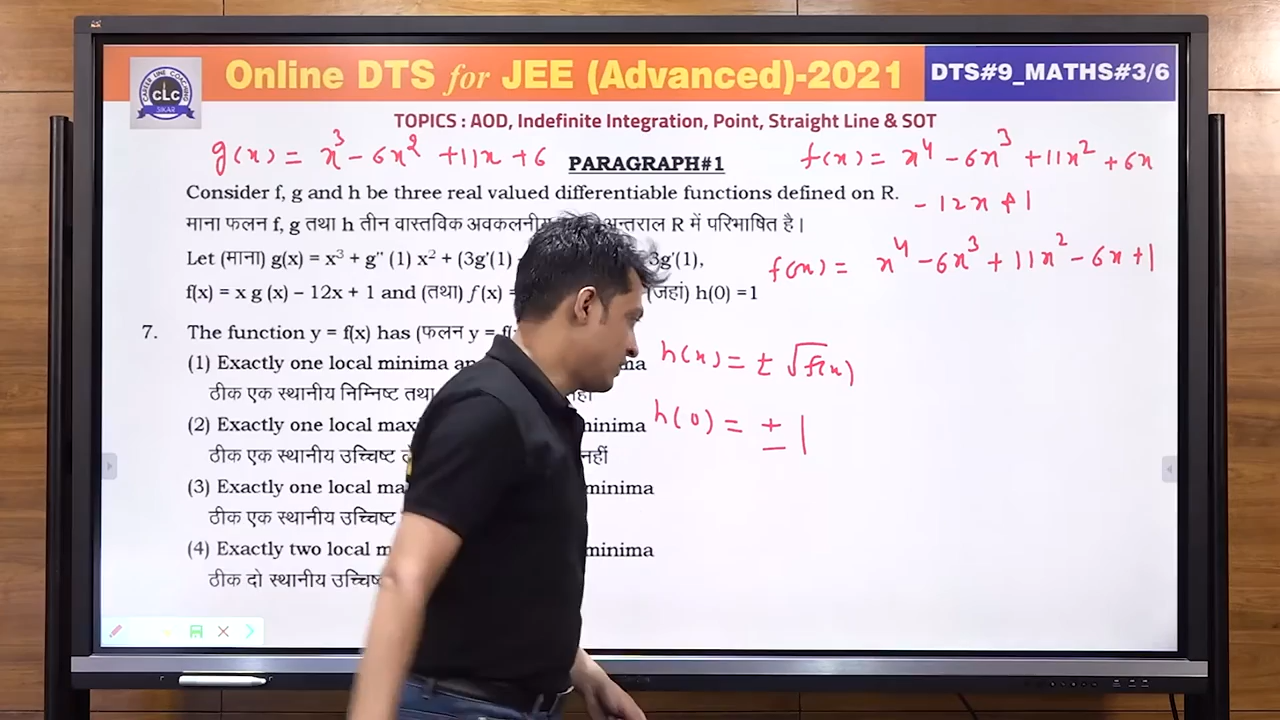 Online DTS for JEE (Advanced)-2021
DTS#9_MATHS#3/6
CAREER LINE COACHING
CLC
SIKAR
TOPICS : AOD, Indefinite Integration, Point, Straight Line & SOT
g(x) = x³ - 6x² + 11x + 6
PARAGRAPH#1
f(x) = x⁴ - 6x³ + 11x² + 6x
- 12x + 1
Consider f, g and h be three real valued differentiable functions defined on R.
माना फलन f, g तथा h तीन वास्तविक अवकलनीय अन्तराल R में परिभाषित है।
Let (माना) g(x) = x³ + g'' (1) x² + (3g'(1) 3g'(1),
f(x) = x⁴ - 6x³ + 11x² - 6x + 1
f(x) = x g (x) – 12x + 1 and (तथा) f(x) = (जहां) h(0) =1
7. The function y = f(x) has (फलन y = f(
(1) Exactly one local minima
ठीक एक स्थानीय निम्निष्ट तथा नहीं
h(x) = ± √f(x)
(2) Exactly one local minima
ठीक एक स्थानीय उच्चिष्ट नहीं
h(0) = ± 1
(3) Exactly one local minima
ठीक एक स्थानीय उच्चिष्ट
(4) Exactly two local minima
ठीक दो स्थानीय